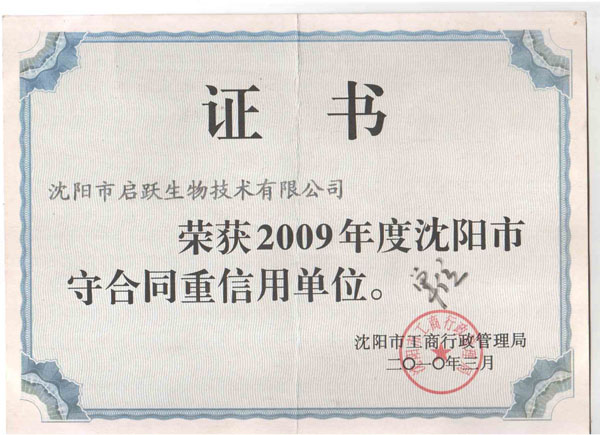 证书
沈阳市启跃生物技术有限公司
荣获2009年度沈阳市
守合同重信用单位。
沈阳市工商行政管理局
二〇一〇年三月